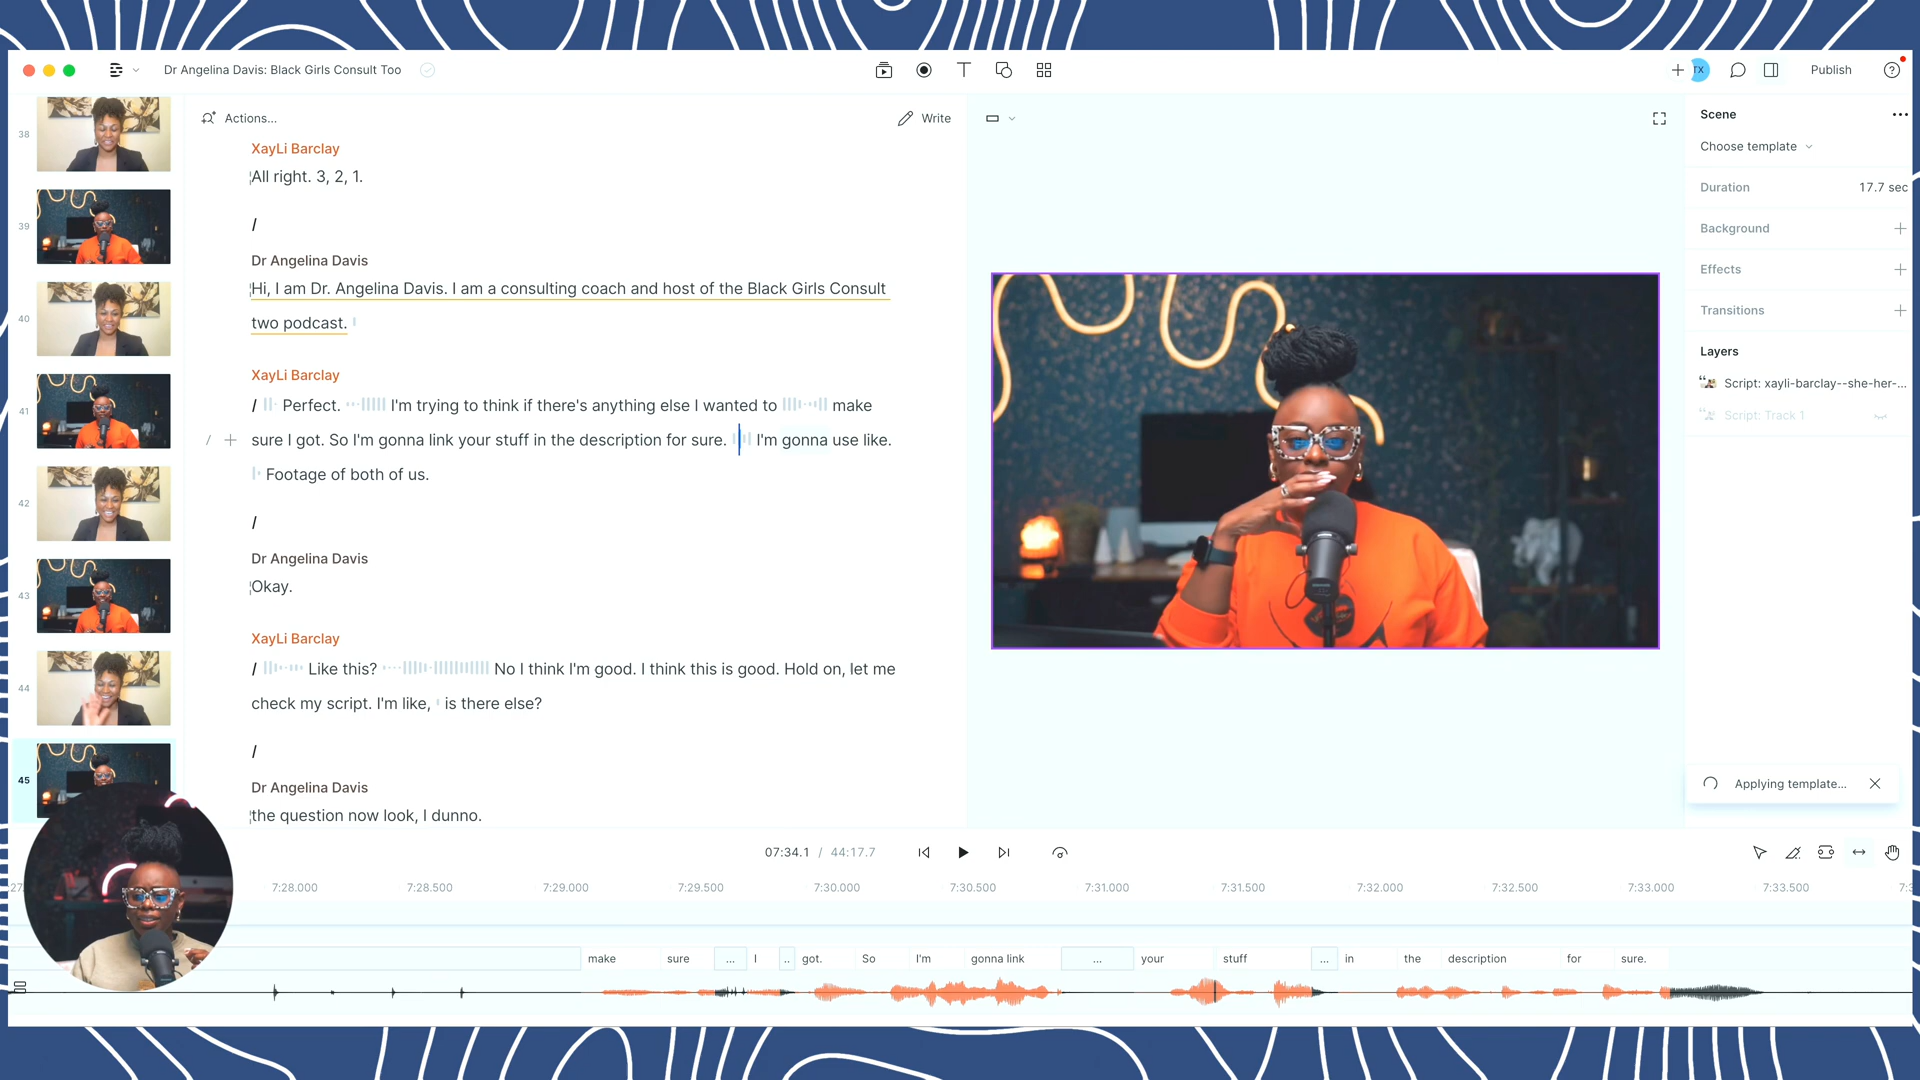 Dr Angelina Davis: Black Girls Consult Too
TX
Publish
38
39
40
41
42
43
44
45
Actions...
Write
XayLi Barclay
All right. 3, 2, 1.
/
Dr Angelina Davis
Hi, I am Dr. Angelina Davis. I am a consulting coach and host of the Black Girls Consult
two podcast.
XayLi Barclay
/ Perfect. I'm trying to think if there's anything else I wanted to make
/ + sure I got. So I'm gonna link your stuff in the description for sure. I'm gonna use like.
Footage of both of us.
/
Dr Angelina Davis
Okay.
XayLi Barclay
/ Like this? No I think I'm good. I think this is good. Hold on, let me
check my script. I'm like, is there else?
/
Dr Angelina Davis
the question now look, I dunno.
Scene
Choose template
Duration 17.7 sec
Background
Effects
Transitions
Layers
Script: xayli-barclay--she-her-...
Script: Track 1
Applying template...
07:34.1 / 44:17.7
7:28.000 7:28.500 7:29.000 7:29.500 7:30.000 7:30.500 7:31.000 7:31.500 7:32.000 7:32.500 7:33.000 7:33.500
make sure ... I .. got. So I'm gonna link ... your stuff ... in the description for sure.